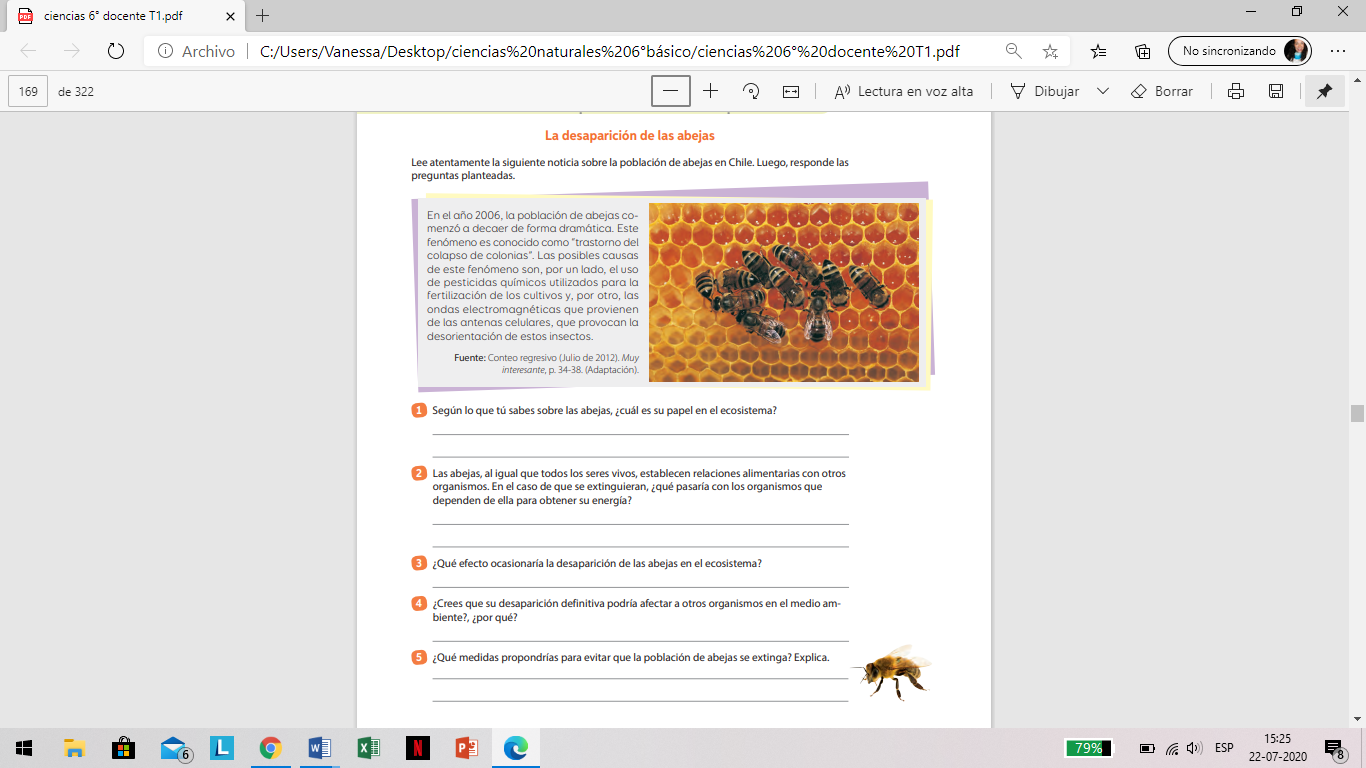 ciencias 6° docente T1.pdf
Archivo
C:/Users/Vanessa/Desktop/ciencias%20naturales%206°básico/ciencias%206°%20docente%20T1.pdf
No sincronizando
169
de 322
Lectura en voz alta
Dibujar
Borrar
La desaparición de las abejas
Lee atentamente la siguiente noticia sobre la población de abejas en Chile. Luego, responde las
preguntas planteadas.
En el año 2006, la población de abejas co-
menzó a decaer de forma dramática. Este
fenómeno es conocido como "trastorno del
colapso de colonias". Las posibles causas
de este fenómeno son, por un lado, el uso
de pesticidas químicos utilizados para la
fertilización de los cultivos y, por otro, las
ondas electromagnéticas que provienen
de las antenas celulares, que provocan la
desorientación de estos insectos.
Fuente: Conteo regresivo (Julio de 2012). Muy
interesante, p. 34-38. (Adaptación).
1 Según lo que tú sabes sobre las abejas, ¿cuál es su papel en el ecosistema?
2 Las abejas, al igual que todos los seres vivos, establecen relaciones alimentarias con otros
organismos. En el caso de que se extinguieran, ¿qué pasaría con los organismos que
dependen de ella para obtener su energía?
3 ¿Qué efecto ocasionaría la desaparición de las abejas en el ecosistema?
4 ¿Crees que su desaparición definitiva podría afectar a otros organismos en el medio am-
biente?, ¿por qué?
5 ¿Qué medidas propondrías para evitar que la población de abejas se extinga? Explica.
6
L
79%
ESP
15:25
22-07-2020
8